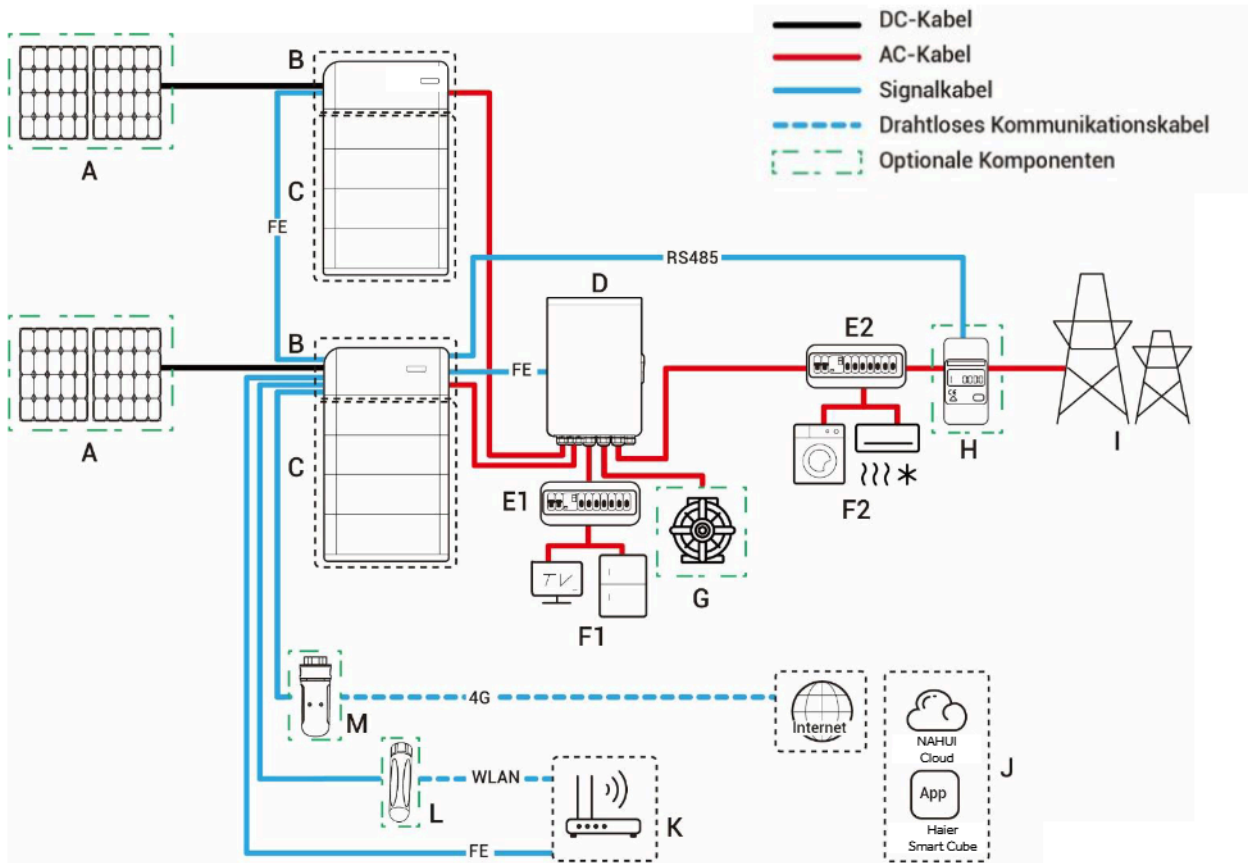 DC-Kabel
AC-Kabel
Signalkabel
Drahtloses Kommunikationskabel
Optionale Komponenten
A
B
C
FE
RS485
A
B
C
FE
D
E1
TV
F1
G
E2
F2
H
I
M
4G
Internet
L
WLAN
FE
K
NAHUI
Cloud
App
Haier
Smart Cube
J